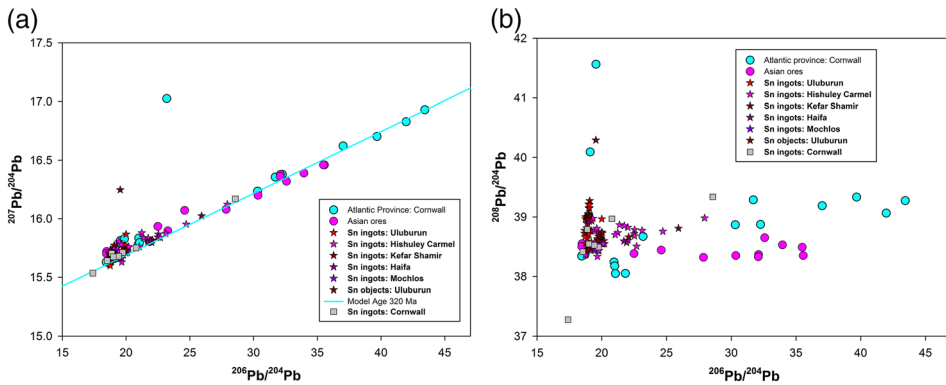 (a)
17.5
17.0
16.5
16.0
15.5
15.0
207Pb/204Pb
Atlantic Province: Cornwall
Asian ores
Sn ingots: Uluburun
Sn ingots: Hishuley Carmel
Sn ingots: Kefar Shamir
Sn ingots: Haifa
Sn ingots: Mochlos
Sn objects: Uluburun
Model Age 320 Ma
Sn ingots: Cornwall
15 20 25 30 35 40 45
206Pb/204Pb
(b)
42
41
40
39
38
37
208Pb/204Pb
Atlantic province: Cornwall
Asian ores
Sn ingots: Uluburun
Sn ingots: Hishuley Carmel
Sn ingots: Kefar Shamir
Sn ingots: Haifa
Sn ingots: Mochlos
Sn objects: Uluburun
Sn ingots: Cornwall
15 20 25 30 35 40 45
206Pb/204Pb